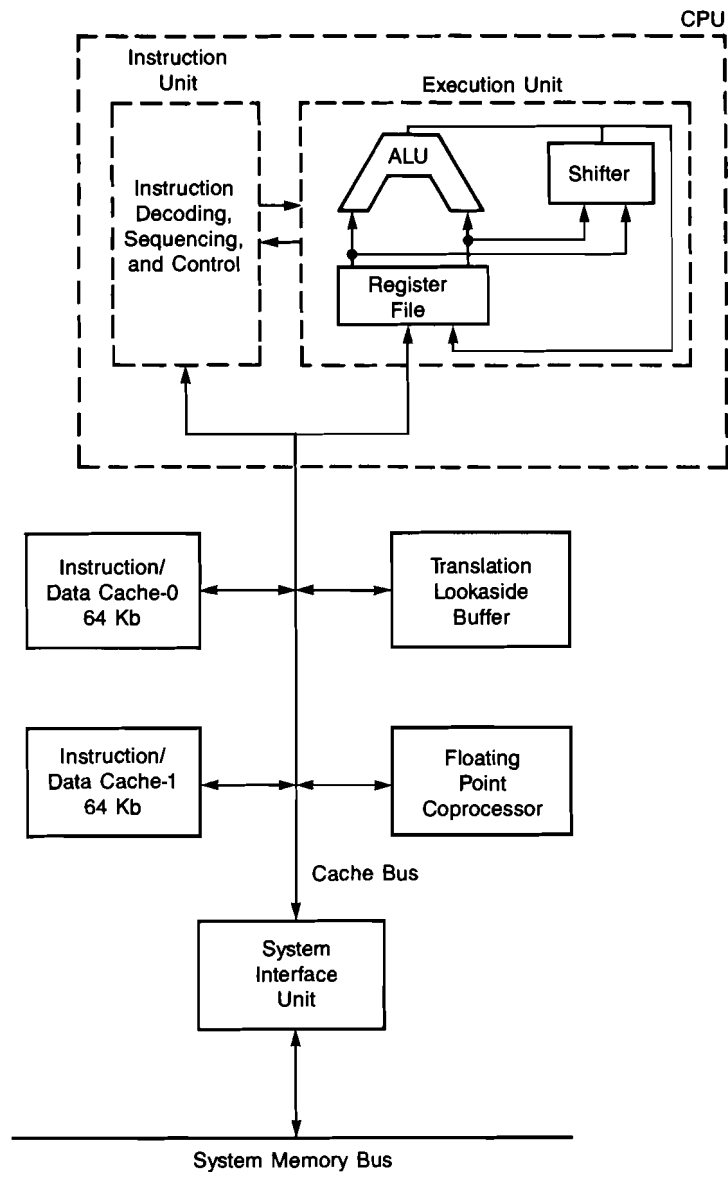 CPU
Instruction
Unit
Execution Unit
Instruction
Decoding,
Sequencing,
and Control
ALU
Shifter
Register
File
Instruction/
Data Cache-0
64 Kb
Translation
Lookaside
Buffer
Instruction/
Data Cache-1
64 Kb
Floating
Point
Coprocessor
Cache Bus
System
Interface
Unit
System Memory Bus